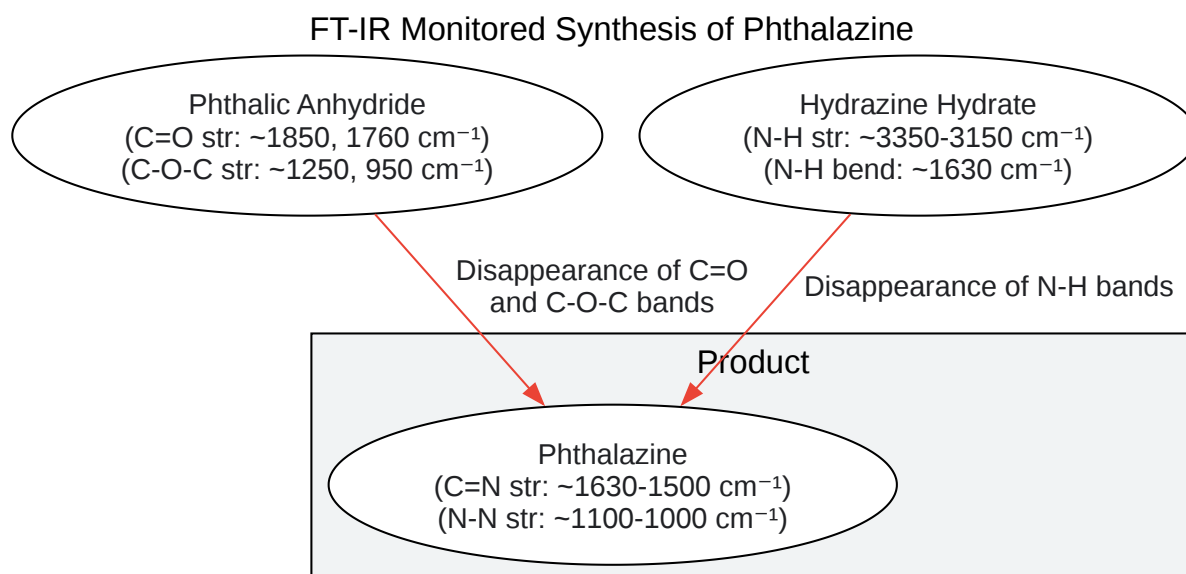 FT-IR Monitored Synthesis of Phthalazine
Phthalic Anhydride
(C=O str: ~1850, 1760 cm⁻¹)
(C-O-C str: ~1250, 950 cm⁻¹)
Hydrazine Hydrate
(N-H str: ~3350-3150 cm⁻¹)
(N-H bend: ~1630 cm⁻¹)
Disappearance of C=O
and C-O-C bands
Disappearance of N-H bands
Product
Phthalazine
(C=N str: ~1630-1500 cm⁻¹)
(N-N str: ~1100-1000 cm⁻¹)